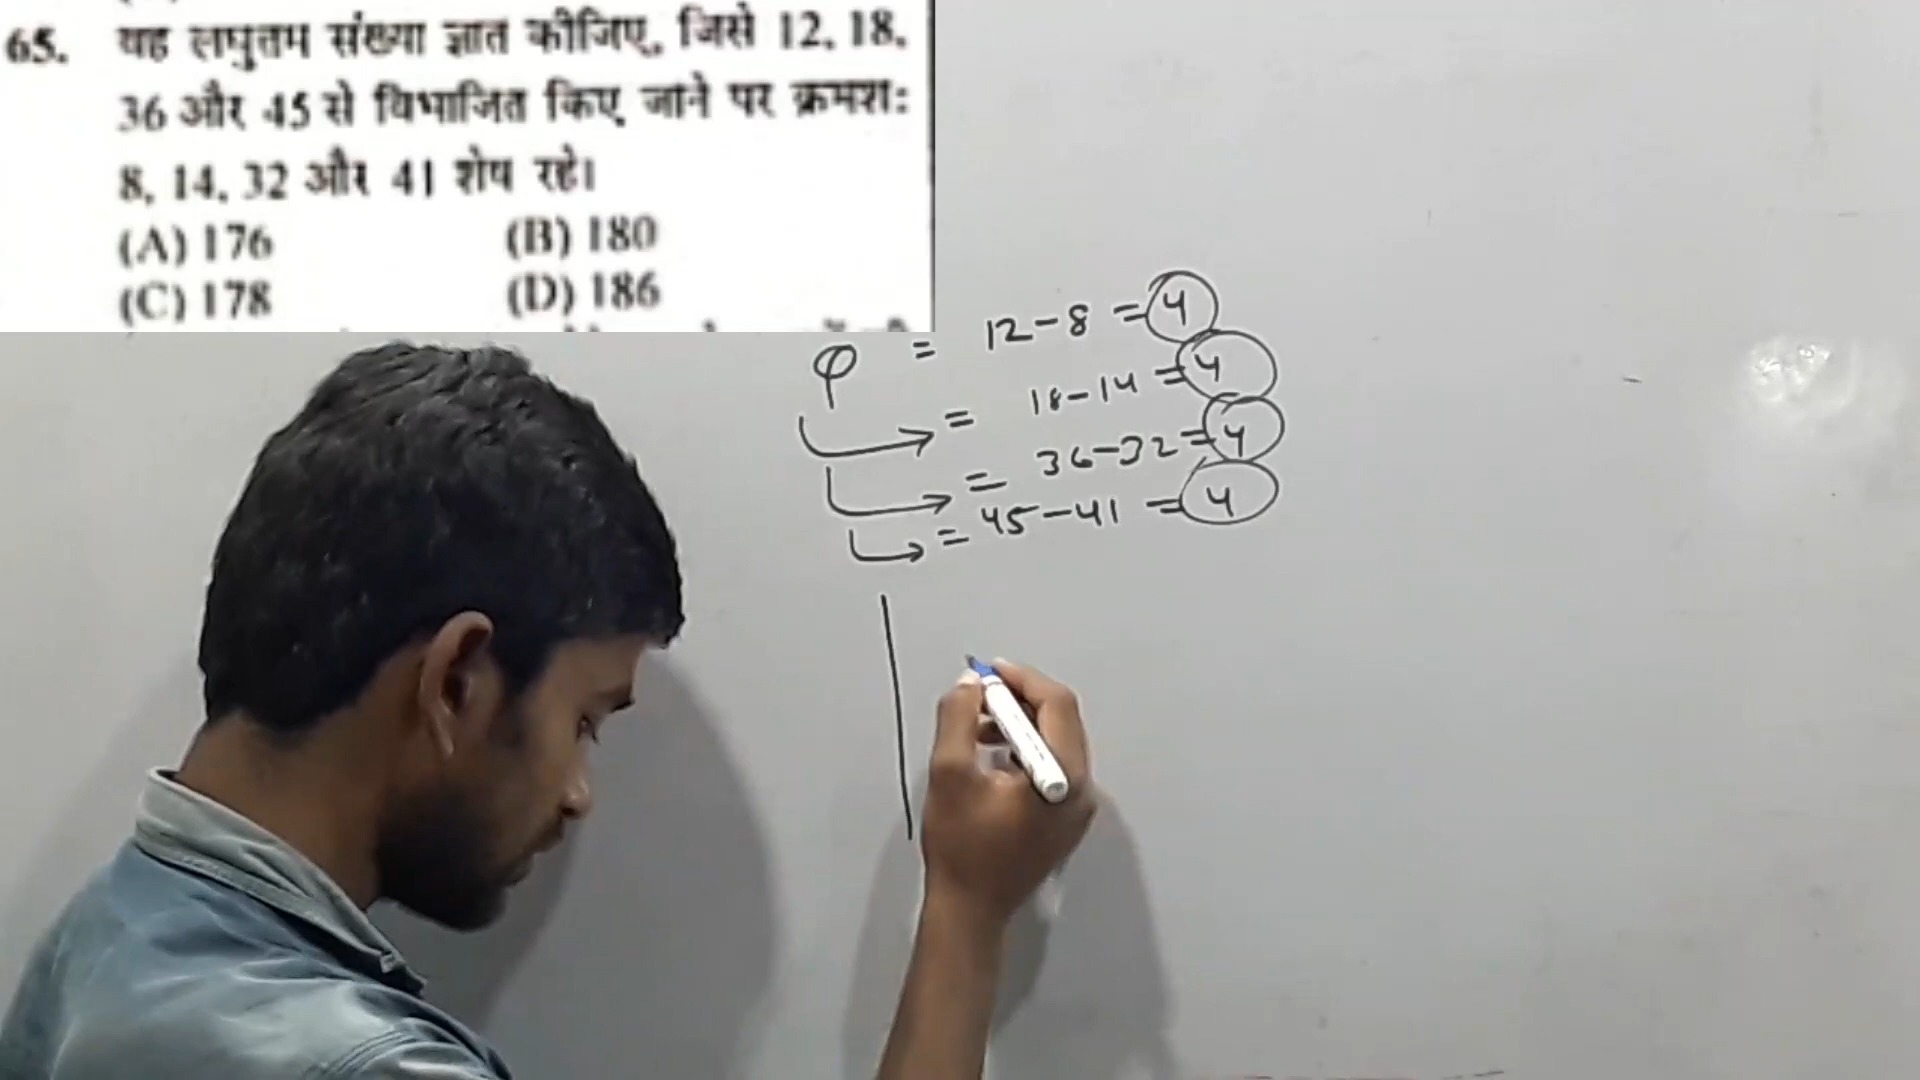 65. यह लघुत्तम संख्या ज्ञात कीजिए, जिसे 12, 18,
36 और 45 से विभाजित किए जाने पर क्रमशः
8, 14, 32 और 41 शेष रहे।
(A) 176 (B) 180
(C) 178 (D) 186
φ = 12-8 = 4
= 18-14 = 4
= 36-32 = 4
= 45-41 = 4